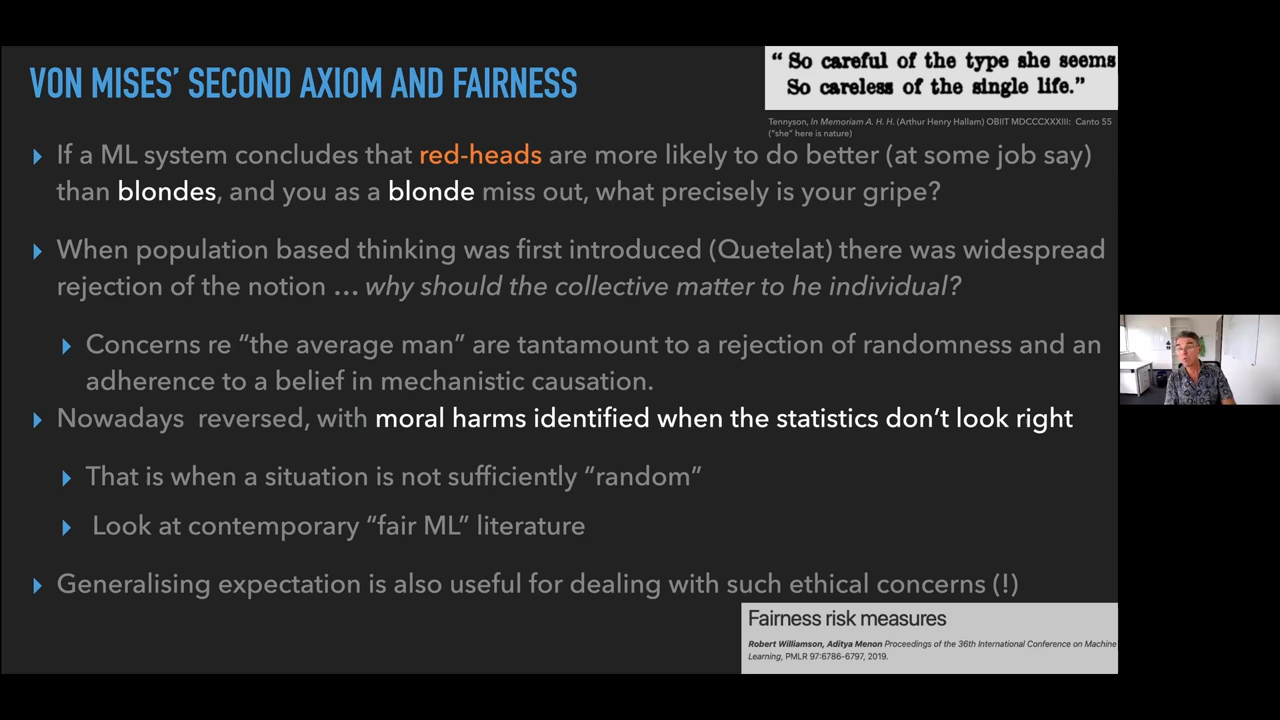 VON MISES’ SECOND AXIOM AND FAIRNESS
“ So careful of the type she seems
So careless of the single life.”
Tennyson, In Memoriam A. H. H. (Arthur Henry Hallam) OBIIT MDCCCXXXIII: Canto 55
(“she” here is nature)
If a ML system concludes that red-heads are more likely to do better (at some job say)
than blondes, and you as a blonde miss out, what precisely is your gripe?
When population based thinking was first introduced (Quetelat) there was widespread
rejection of the notion … why should the collective matter to he individual?
Concerns re “the average man” are tantamount to a rejection of randomness and an
adherence to a belief in mechanistic causation.
Nowadays reversed, with moral harms identified when the statistics don’t look right
That is when a situation is not sufficiently “random”
Look at contemporary “fair ML” literature
Generalising expectation is also useful for dealing with such ethical concerns (!)
Fairness risk measures
Robert Williamson, Aditya Menon Proceedings of the 36th International Conference on Machine
Learning, PMLR 97:6786-6797, 2019.